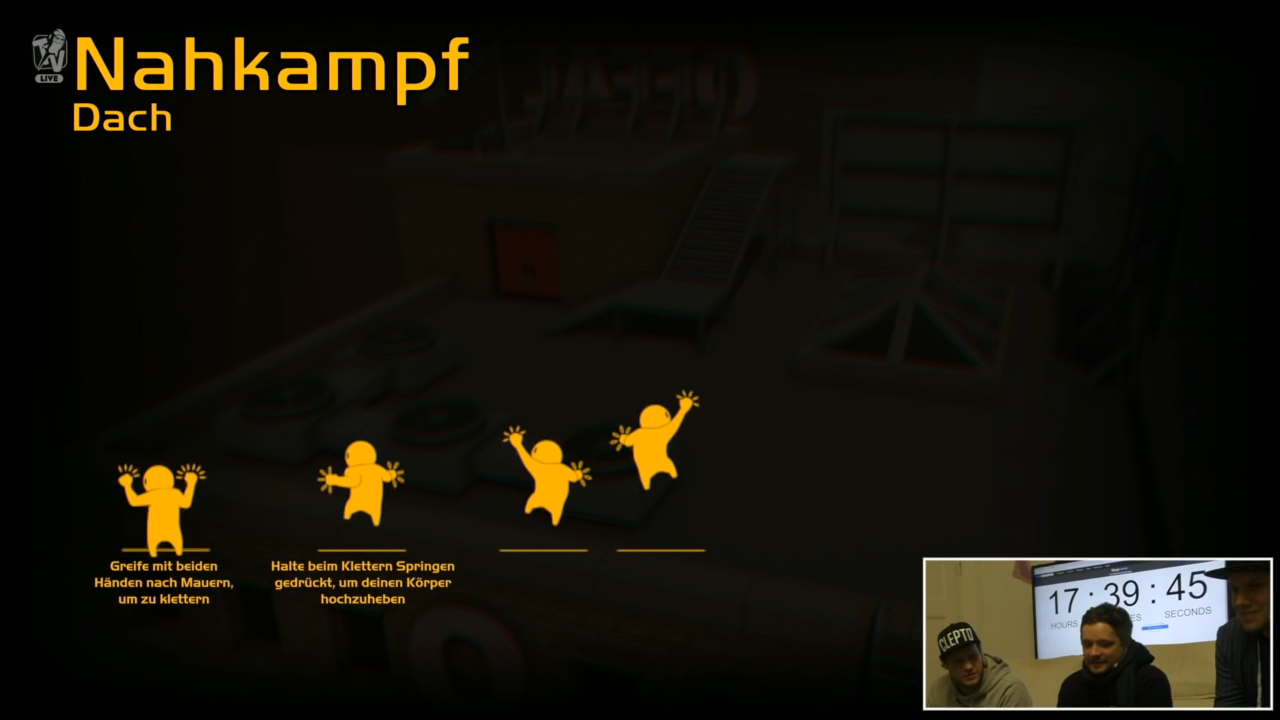 LIVE
Nahkampf
Dach
Greife mit beiden
Händen nach Mauern,
um zu klettern
Halte beim Klettern Springen
gedrückt, um deinen Körper
hochzuheben
17 : 39 : 45
HOURS
SECONDS
CLEPTO